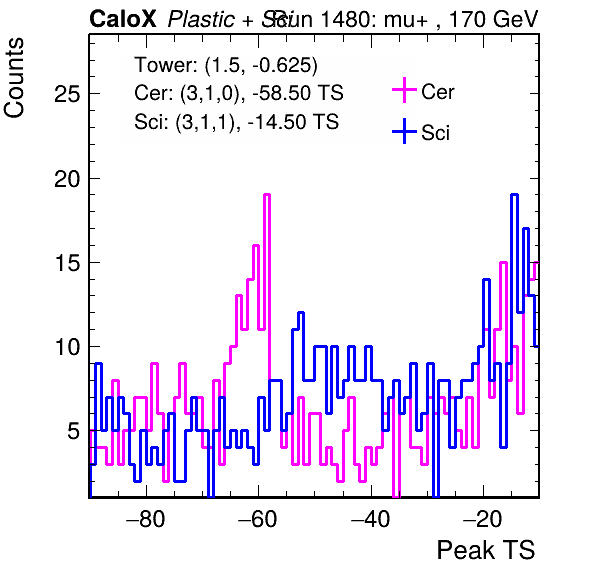 CaloX Plastic + Sci Run 1480: mu+ , 170 GeV
Counts
Tower: (1.5, -0.625)
Cer: (3,1,0), -58.50 TS
Sci: (3,1,1), -14.50 TS
Cer
Sci
25
20
15
10
5
−80 −60 −40 −20
Peak TS